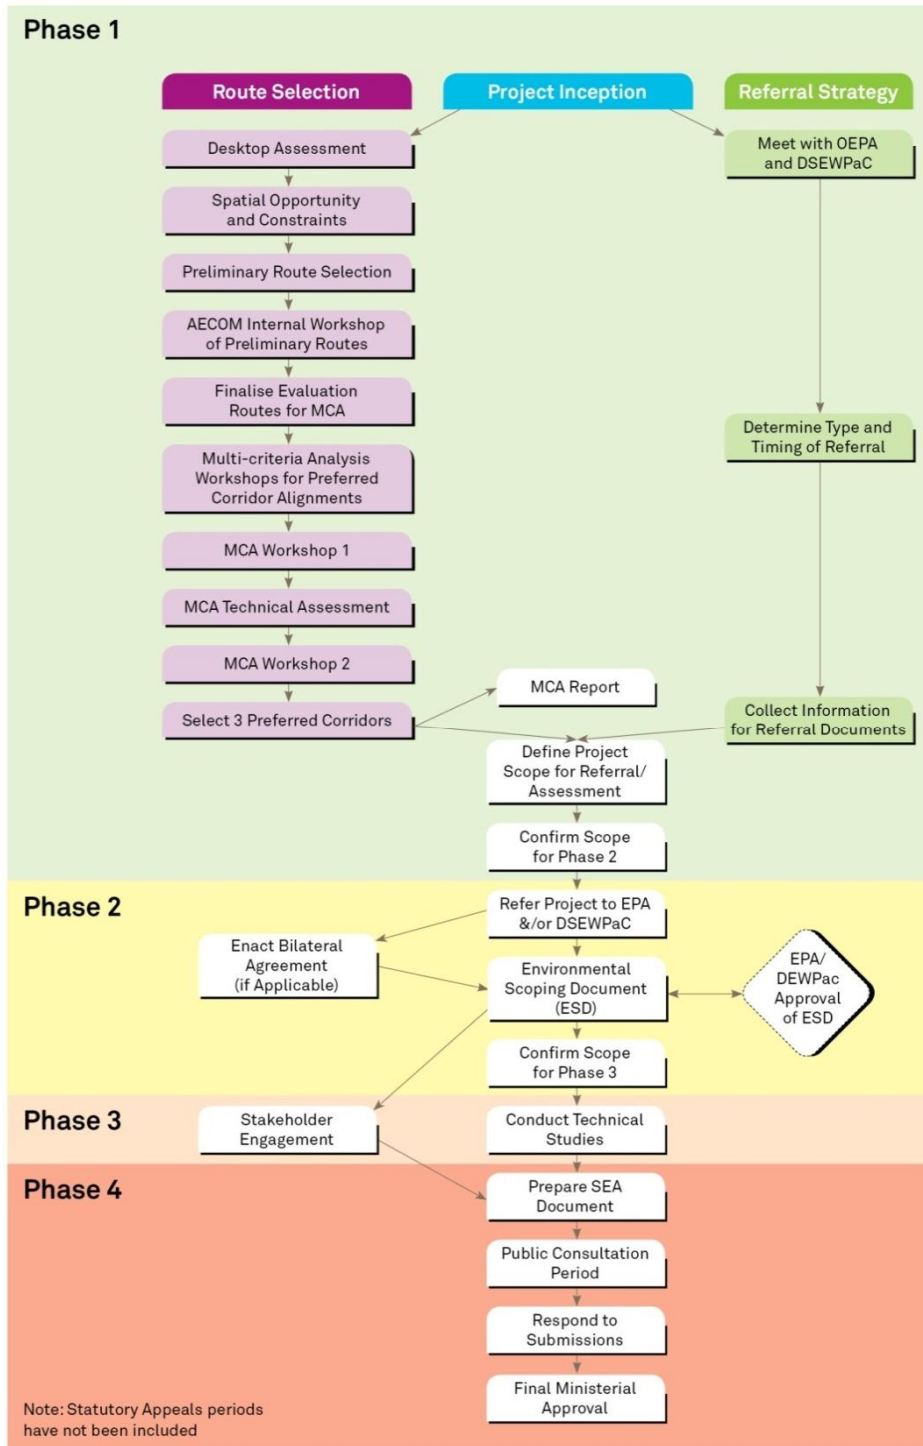 Phase 1
Route Selection
Project Inception
Referral Strategy
Desktop Assessment
Meet with OEPA
and DSEWPaC
Spatial Opportunity
and Constraints
Preliminary Route Selection
AECOM Internal Workshop
of Preliminary Routes
Finalise Evaluation
Routes for MCA
Determine Type and
Timing of Referral
Multi-criteria Analysis
Workshops for Preferred
Corridor Alignments
MCA Workshop 1
MCA Technical Assessment
MCA Workshop 2
MCA Report
Select 3 Preferred Corridors
Collect Information
for Referral Documents
Define Project
Scope for Referral/
Assessment
Confirm Scope
for Phase 2
Phase 2
Refer Project to EPA
&/or DSEWPaC
Enact Bilateral
Agreement
(if Applicable)
Environmental
Scoping Document
(ESD)
EPA/
DEWPac
Approval
of ESD
Confirm Scope
for Phase 3
Phase 3
Stakeholder
Engagement
Conduct Technical
Studies
Phase 4
Prepare SEA
Document
Public Consultation
Period
Respond to
Submissions
Final Ministerial
Approval
Note: Statutory Appeals periods
have not been included